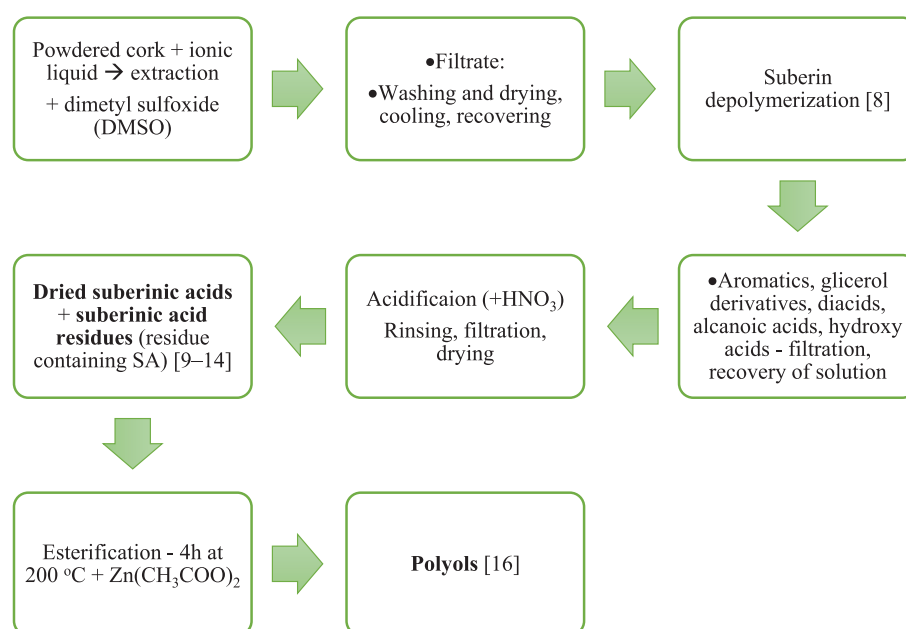 Powdered cork + ionic
liquid → extraction
+ dimetyl sulfoxide
(DMSO)
•Filtrate:
•Washing and drying,
cooling, recovering
Suberin
depolymerization [8]
•Aromatics, glicerol
derivatives, diacids,
alcanoic acids, hydroxy
acids - filtration,
recovery of solution
Acidificaion (+HNO₃)
Rinsing, filtration,
drying
Dried suberinic acids
+ suberinic acid
residues (residue
containing SA) [9–14]
Esterification - 4h at
200 °C + Zn(CH₃COO)₂
Polyols [16]